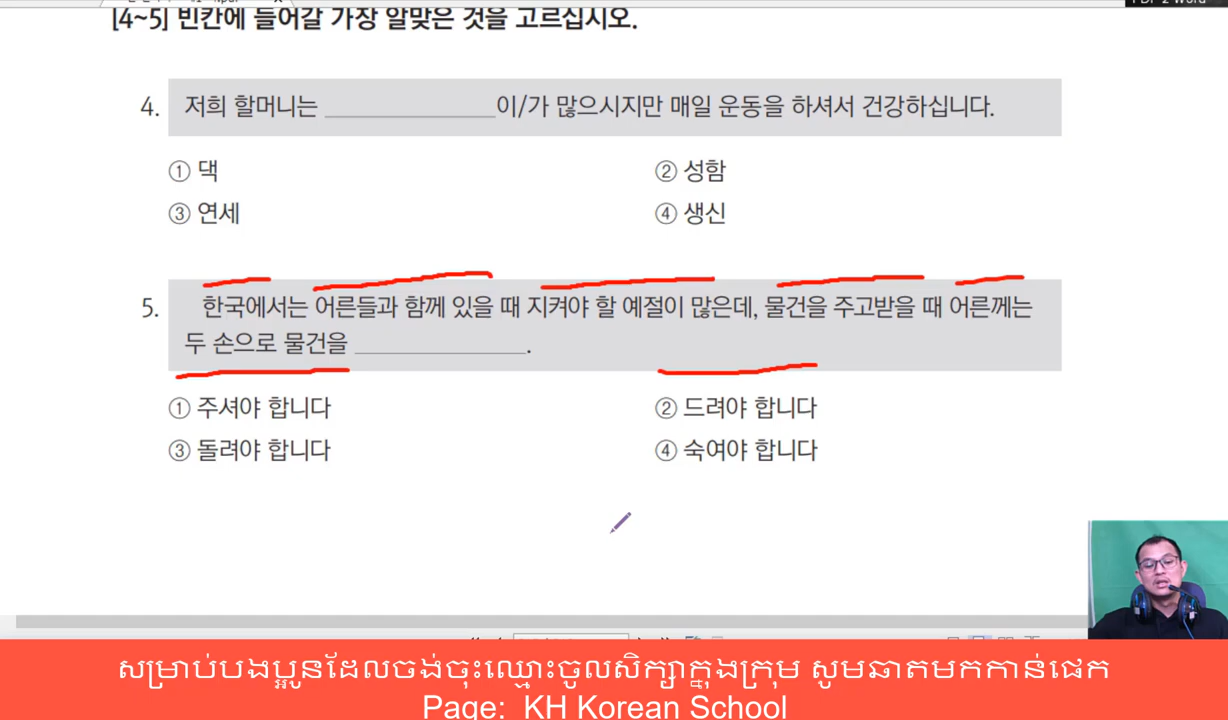 [4~5] 빈칸에 들어갈 가장 알맞은 것을 고르십시오.
4. 저희 할머니는 ____________이/가 많으시지만 매일 운동을 하셔서 건강하십니다.
① 댁 ② 성함
③ 연세 ④ 생신
5. 한국에서는 어른들과 함께 있을 때 지켜야 할 예절이 많은데, 물건을 주고받을 때 어른께는
두 손으로 물건을 ____________.
① 주셔야 합니다 ② 드려야 합니다
③ 돌려야 합니다 ④ 숙여야 합니다
សម្រាប់បងប្អូនដែលចង់ចុះឈ្មោះចូលសិក្សាក្នុងក្រុម សូមឆាតមកកាន់ផេក
Page: KH Korean School